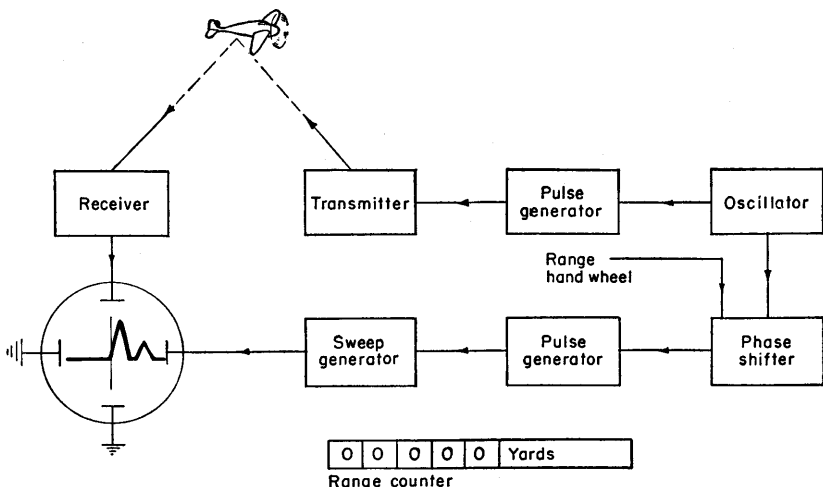 Receiver
Transmitter
Pulse
generator
Oscillator
Range
hand wheel
Sweep
generator
Pulse
generator
Phase
shifter
0 0 0 0 0 Yards
Range counter